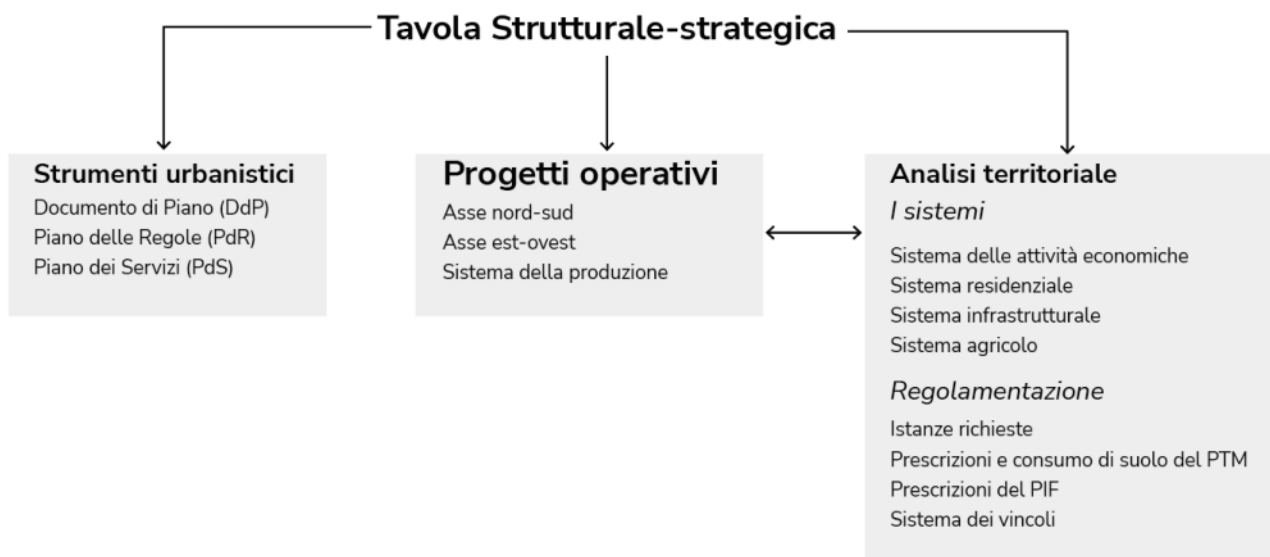 Tavola Strutturale-strategica
Strumenti urbanistici
Documento di Piano (DdP)
Piano delle Regole (PdR)
Piano dei Servizi (PdS)
Progetti operativi
Asse nord-sud
Asse est-ovest
Sistema della produzione
Analisi territoriale
I sistemi
Sistema delle attività economiche
Sistema residenziale
Sistema infrastrutturale
Sistema agricolo
Regolamentazione
Istanze richieste
Prescrizioni e consumo di suolo del PTM
Prescrizioni del PIF
Sistema dei vincoli